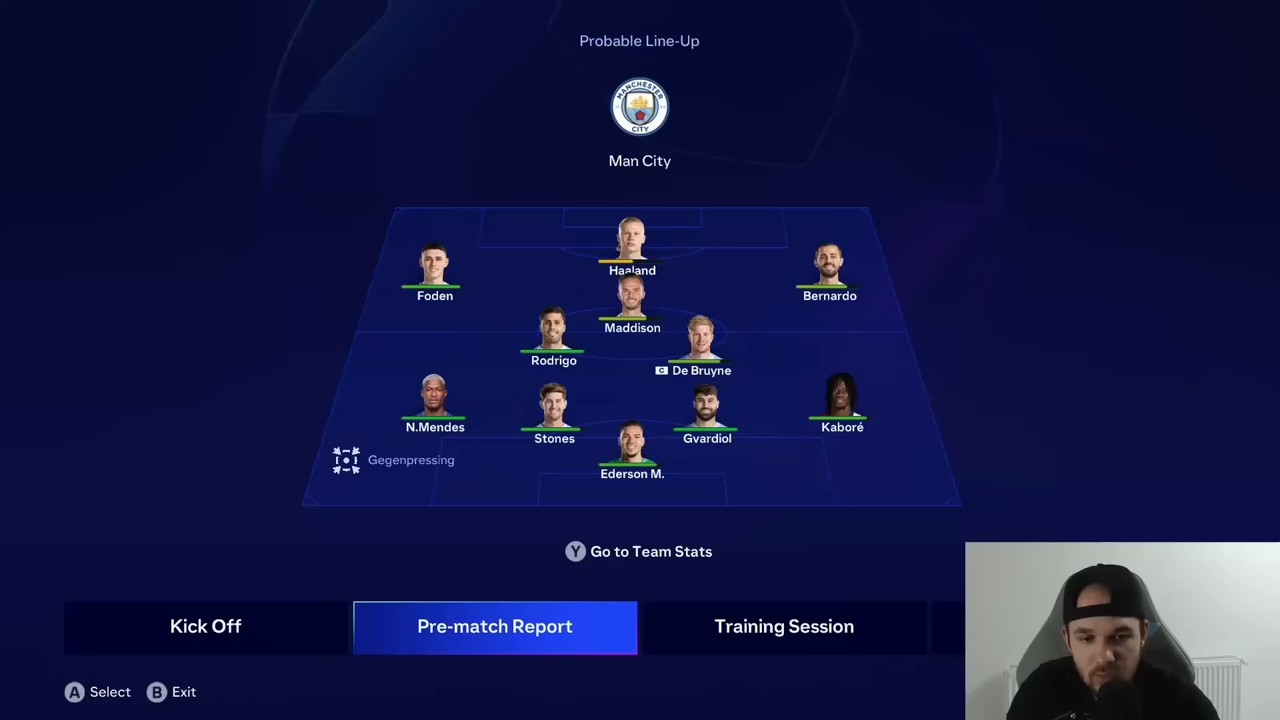 Probable Line-Up
MANCHESTER
CITY
Man City
Haaland
Foden
Bernardo
Maddison
Rodrigo
C De Bruyne
N.Mendes
Stones
Gvardiol
Kaboré
Ederson M.
Gegenpressing
Y Go to Team Stats
Kick Off
Pre-match Report
Training Session
A Select B Exit